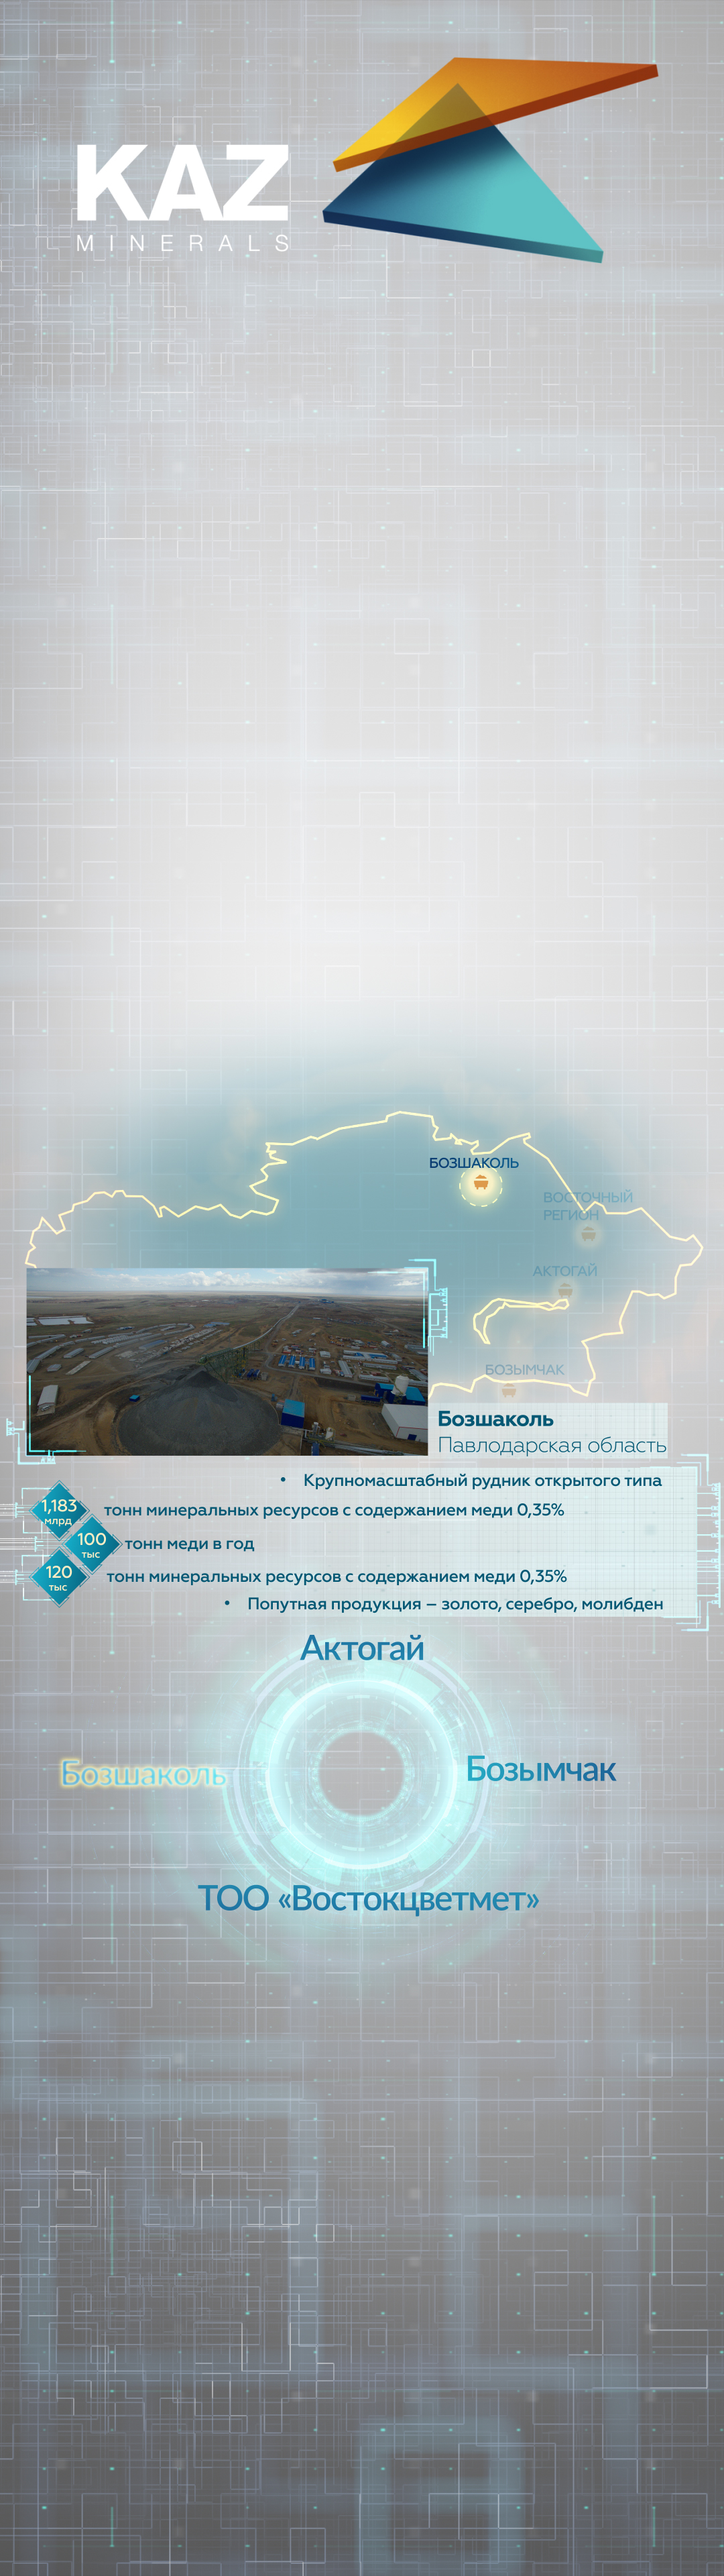 KAZ
MINERALS
БОЗШАКОЛЬ
ВОСТОЧНЫЙ
РЕГИОН
АКТОГАЙ
БОЗЫМЧАК
Бозшаколь
Павлодарская область
• Крупномасштабный рудник открытого типа
1,183
млрд
тонн минеральных ресурсов с содержанием меди 0,35%
100
тыс
тонн меди в год
120
тыс
тонн минеральных ресурсов с содержанием меди 0,35%
• Попутная продукция – золото, серебро, молибден
Актогай
Бозшаколь
Бозымчак
ТОО «Востокцветмет»